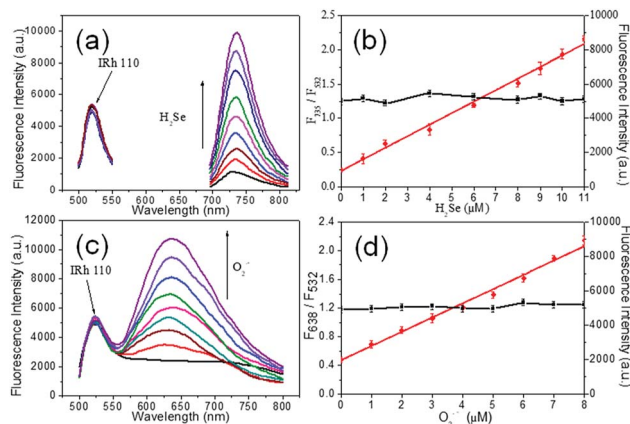 (a)
IRh 110
H2Se
Fluorescence Intensity (a.u.)
10000
8000
6000
4000
2000
0
500 550 600 650 700 750 800
Wavelength (nm)
(b)
F735 / F532
2.5
2.0
1.5
1.0
0.5
0.0
0 1 2 3 4 5 6 7 8 9 10 11
H2Se (μM)
10000
8000
6000
4000
2000
0
Fluorescence Intensity (a.u.)
(c)
IRh 110
O2·-
Fluorescence Intensity (a.u.)
12000
10000
8000
6000
4000
2000
0
500 550 600 650 700 750 800
Wavelength (nm)
(d)
F638 / F532
2.4
2.0
1.6
1.2
0.8
0.4
0.0
0 1 2 3 4 5 6 7 8
O2·- (μM)
10000
8000
6000
4000
2000
0
Fluorescence Intensity (a.u.)